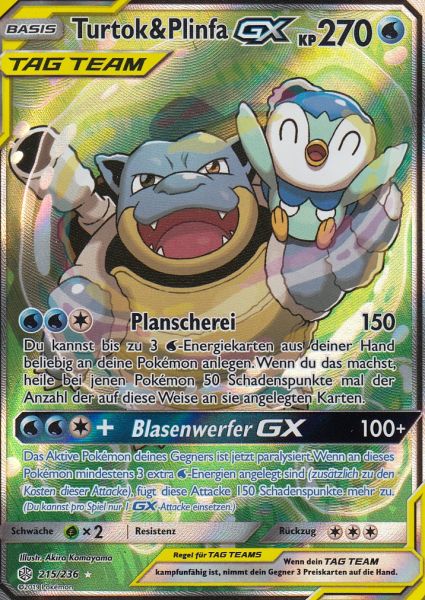 BASIS Turtok&Plinfa GX KP 270
TAG TEAM
Planscherei 150
Du kannst bis zu 3 -Energiekarten aus deiner Hand
beliebig an deine Pokémon anlegen. Wenn du das machst,
heile bei jenen Pokémon 50 Schadenspunkte mal der
Anzahl der auf diese Weise an sie angelegten Karten.
+ Blasenwerfer GX 100+
Das Aktive Pokémon deines Gegners ist jetzt paralysiert. Wenn an dieses
Pokémon mindestens 3 extra -Energien angelegt sind (zusätzlich zu den
Kosten dieser Attacke), fügt diese Attacke 150 Schadenspunkte mehr zu.
(Du kannst pro Spiel nur 1 GX-Attacke einsetzen.)
Schwäche ×2 Resistenz Rückzug
Illustr. Akira Komayama
215/236
©2019 Pokémon
Regel für TAG TEAMS
Wenn dein TAG TEAM
kampfunfähig ist, nimmt dein Gegner 3 Preiskarten auf die Hand.